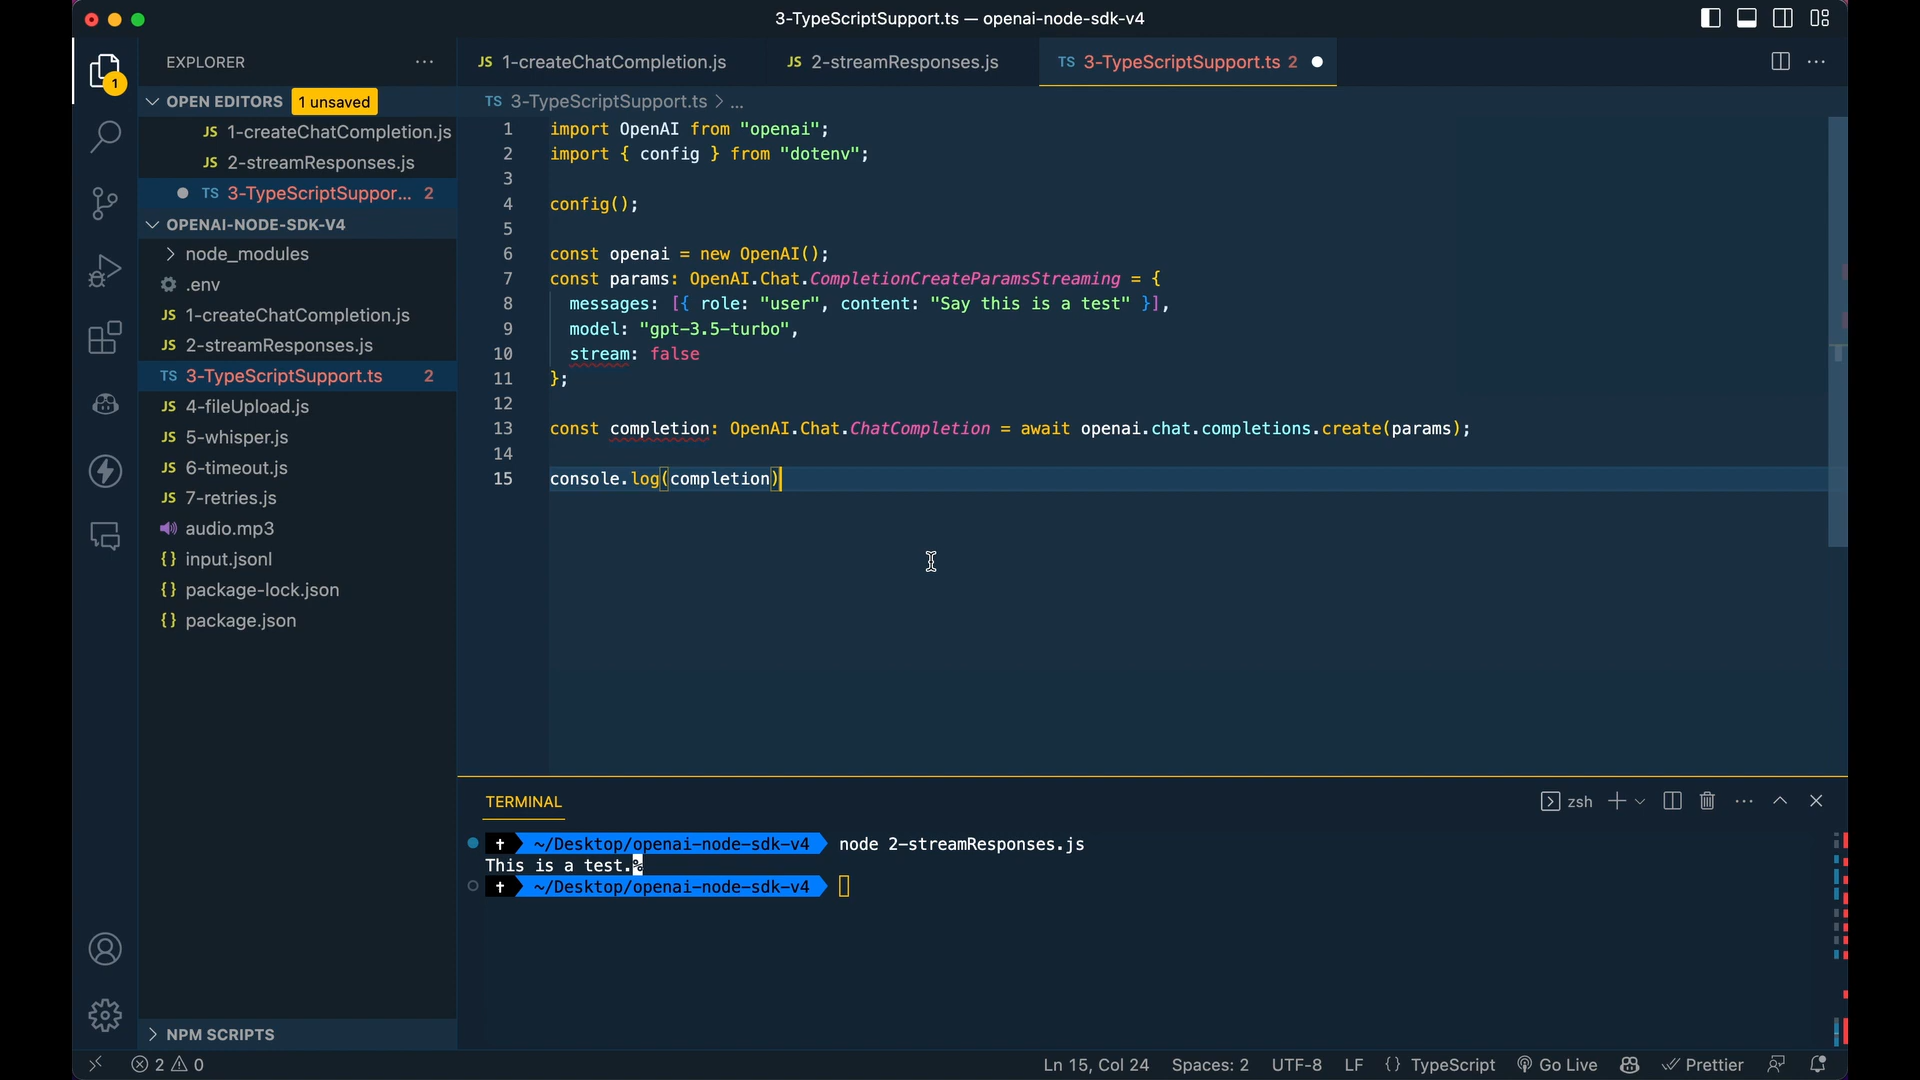 3-TypeScriptSupport.ts — openai-node-sdk-v4
EXPLORER
1
OPEN EDITORS 1 unsaved
JS 1-createChatCompletion.js
JS 2-streamResponses.js
TS 3-TypeScriptSuppor... 2
OPENAI-NODE-SDK-V4
node_modules
.env
JS 1-createChatCompletion.js
JS 2-streamResponses.js
TS 3-TypeScriptSupport.ts 2
JS 4-fileUpload.js
JS 5-whisper.js
JS 6-timeout.js
JS 7-retries.js
audio.mp3
{} input.jsonl
{} package-lock.json
{} package.json
NPM SCRIPTS
JS 1-createChatCompletion.js JS 2-streamResponses.js TS 3-TypeScriptSupport.ts 2
TS 3-TypeScriptSupport.ts > ...
1 import OpenAI from "openai";
2 import { config } from "dotenv";
3
4 config();
5
6 const openai = new OpenAI();
7 const params: OpenAI.Chat.CompletionCreateParamsStreaming = {
8 messages: [{ role: "user", content: "Say this is a test" }],
9 model: "gpt-3.5-turbo",
10 stream: false
11 };
12
13 const completion: OpenAI.Chat.ChatCompletion = await openai.chat.completions.create(params);
14
15 console.log(completion)
TERMINAL
zsh
~/Desktop/openai-node-sdk-v4 node 2-streamResponses.js
This is a test.%
~/Desktop/openai-node-sdk-v4
2 0
Ln 15, Col 24 Spaces: 2 UTF-8 LF {} TypeScript Go Live Prettier